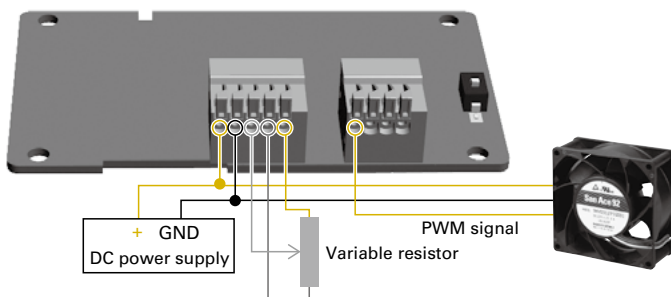 San Ace 92
PWM signal
+ GND
DC power supply
Variable resistor